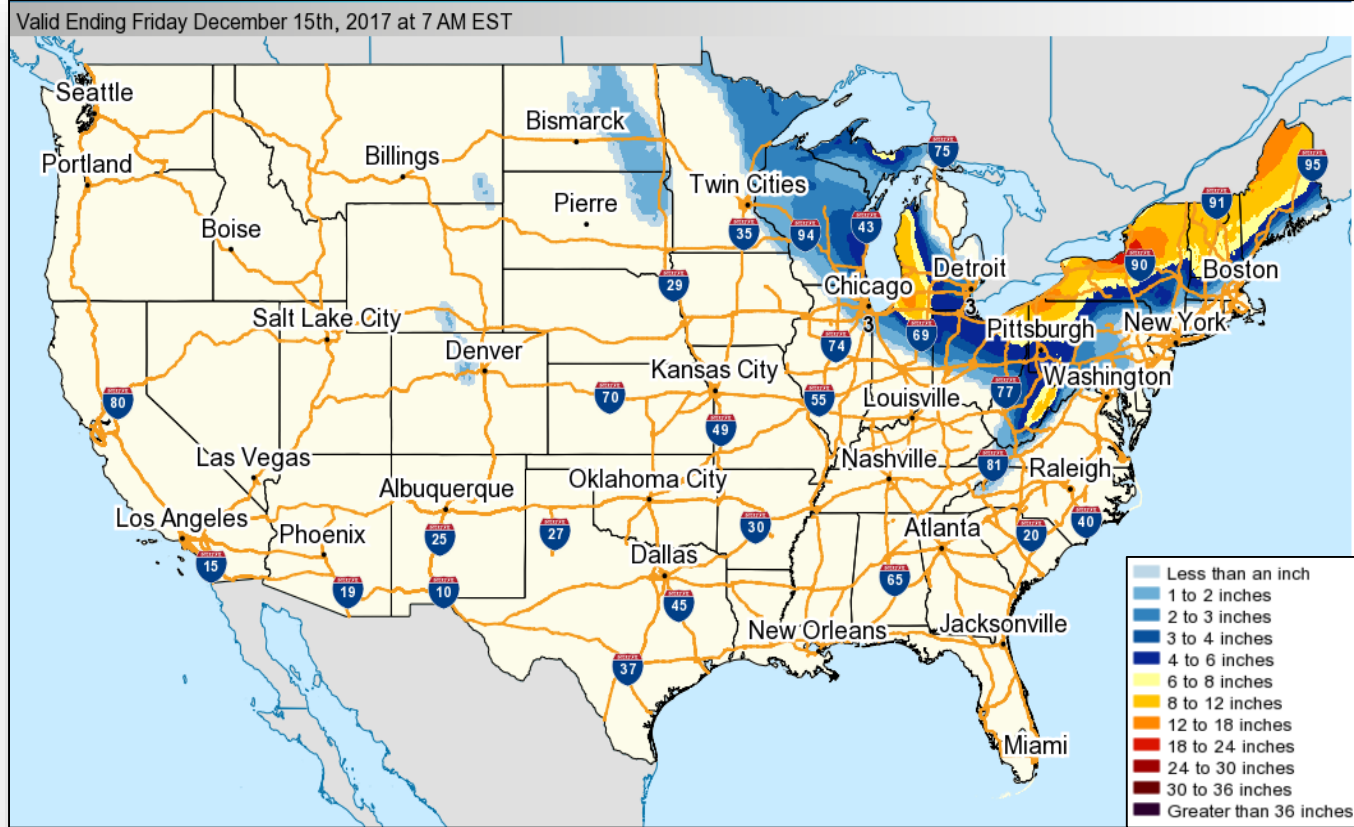 Valid Ending Friday December 15th, 2017 at 7 AM EST
Seattle
Portland
Boise
Billings
Bismarck
Pierre
Twin Cities
75
95
91
35
94
43
90
Boston
Detroit
3
Chicago
3
29
Salt Lake City
Denver
74
69
Pittsburgh
New York
Kansas City
Washington
80
70
55
Louisville
77
49
Las Vegas
Albuquerque
Oklahoma City
Nashville
81
Raleigh
Los Angeles
Phoenix
25
27
30
Atlanta
20
40
15
19
10
Dallas
45
65
New Orleans
Jacksonville
37
Miami
Less than an inch
1 to 2 inches
2 to 3 inches
3 to 4 inches
4 to 6 inches
6 to 8 inches
8 to 12 inches
12 to 18 inches
18 to 24 inches
24 to 30 inches
30 to 36 inches
Greater than 36 inches